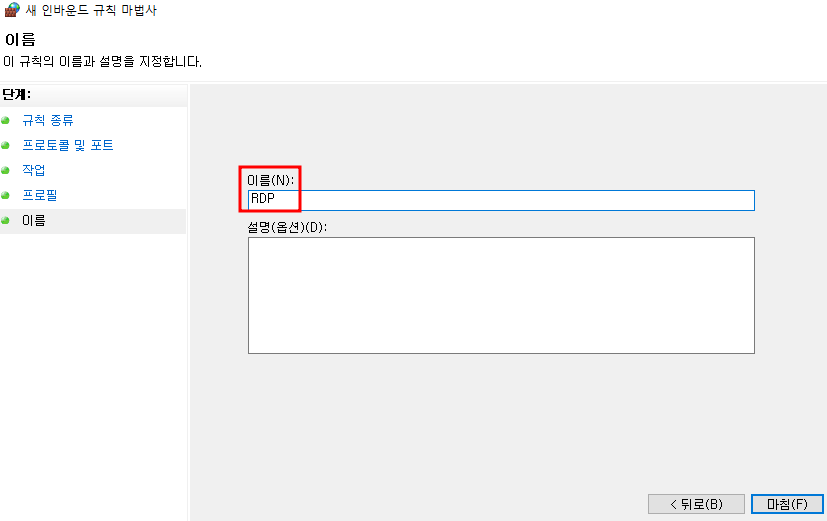 새 인바운드 규칙 마법사
이름
이 규칙의 이름과 설명을 지정합니다.
단계:
규칙 종류
프로토콜 및 포트
작업
프로필
이름
이름(N):
RDP
설명(옵션)(D):
< 뒤로(B)
마침(F)